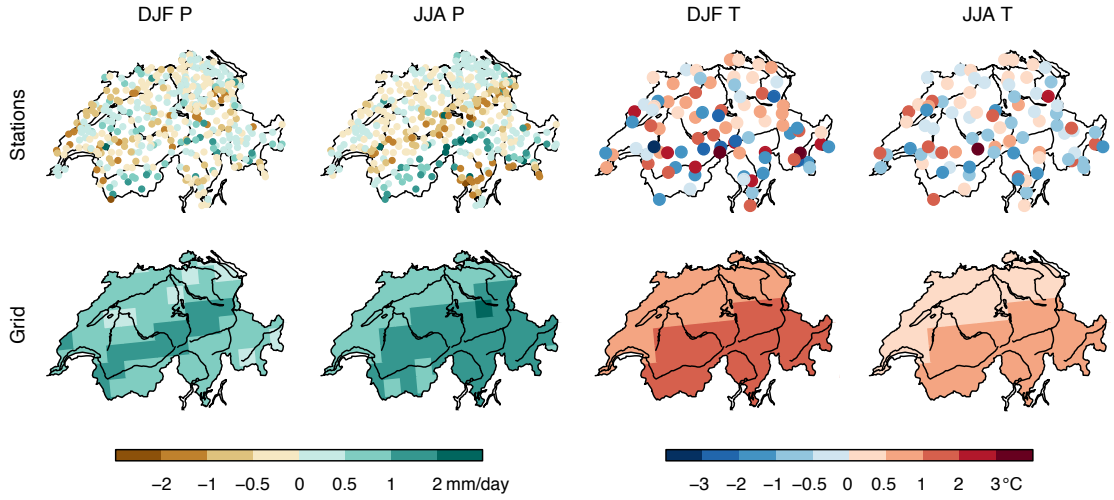 DJF P JJA P DJF T JJA T
Stations
Grid
−2 −1 −0.5 0 0.5 1 2 mm/day
−3 −2 −1 −0.5 0 0.5 1 2 3 °C